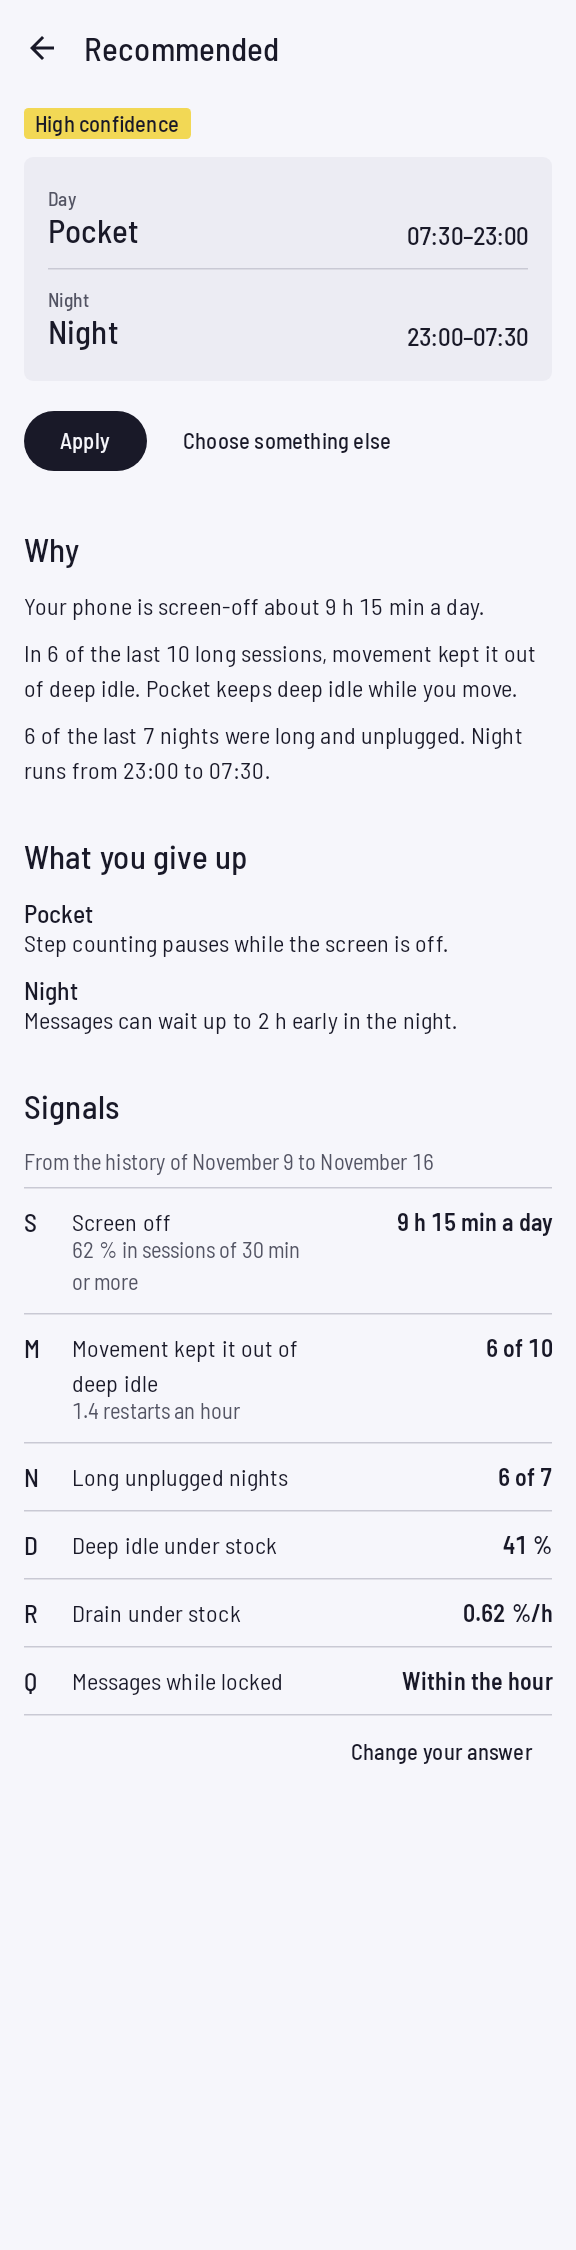 Recommended
High confidence
Day
Pocket 07:30–23:00
Night
Night 23:00–07:30
Apply Choose something else
Why
Your phone is screen-off about 9 h 15 min a day.
In 6 of the last 10 long sessions, movement kept it out
of deep idle. Pocket keeps deep idle while you move.
6 of the last 7 nights were long and unplugged. Night
runs from 23:00 to 07:30.
What you give up
Pocket
Step counting pauses while the screen is off.
Night
Messages can wait up to 2 h early in the night.
Signals
From the history of November 9 to November 16
S Screen off 9 h 15 min a day
62 % in sessions of 30 min
or more
M Movement kept it out of 6 of 10
deep idle
1.4 restarts an hour
N Long unplugged nights 6 of 7
D Deep idle under stock 41 %
R Drain under stock 0.62 %/h
Q Messages while locked Within the hour
Change your answer